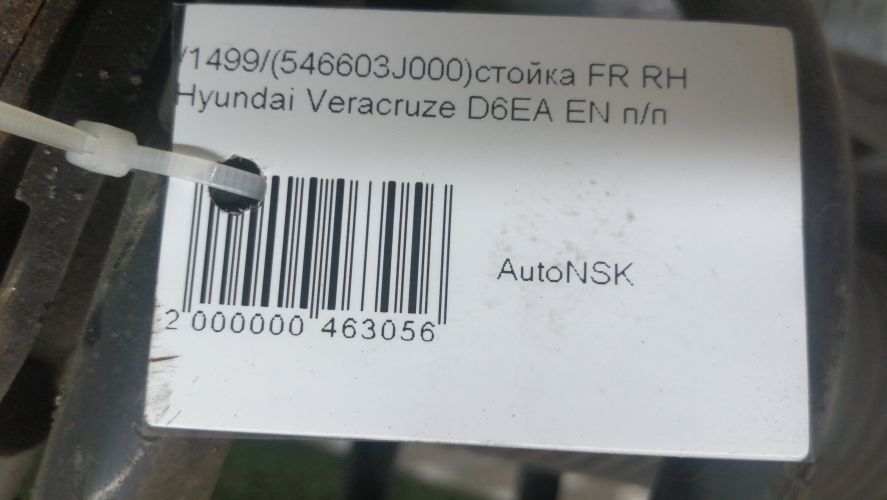 /1499/(546603J000)стойка FR RH
Hyundai Veracruze D6EA EN п/п
AutoNSK
2 000000 463056